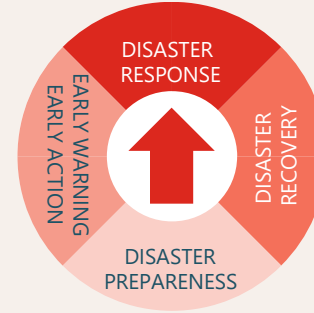 DISASTER
RESPONSE
DISASTER
RECOVERY
DISASTER
PREPARENESS
EARLY WARNING
EARLY ACTION